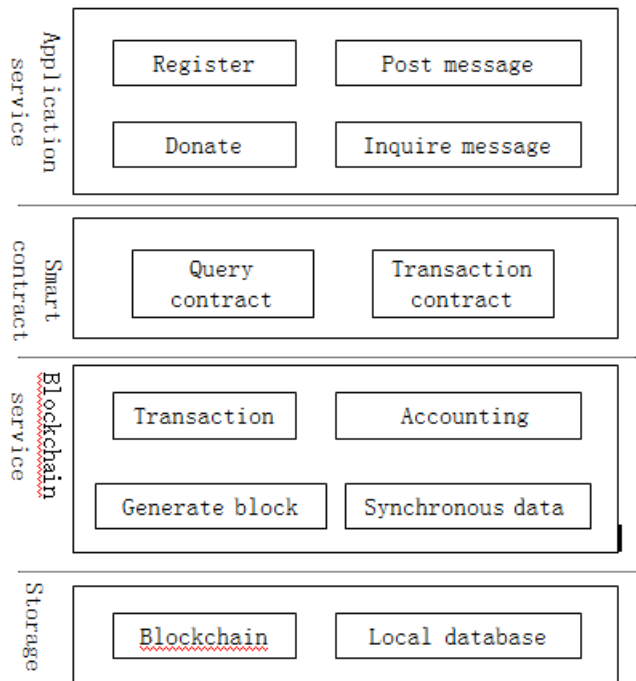 Application
service
Register
Post message
Donate
Inquire message
Smart
contract
Query
contract
Transaction
contract
Blockchain
service
Transaction
Accounting
Generate block
Synchronous data
Storage
Blockchain
Local database